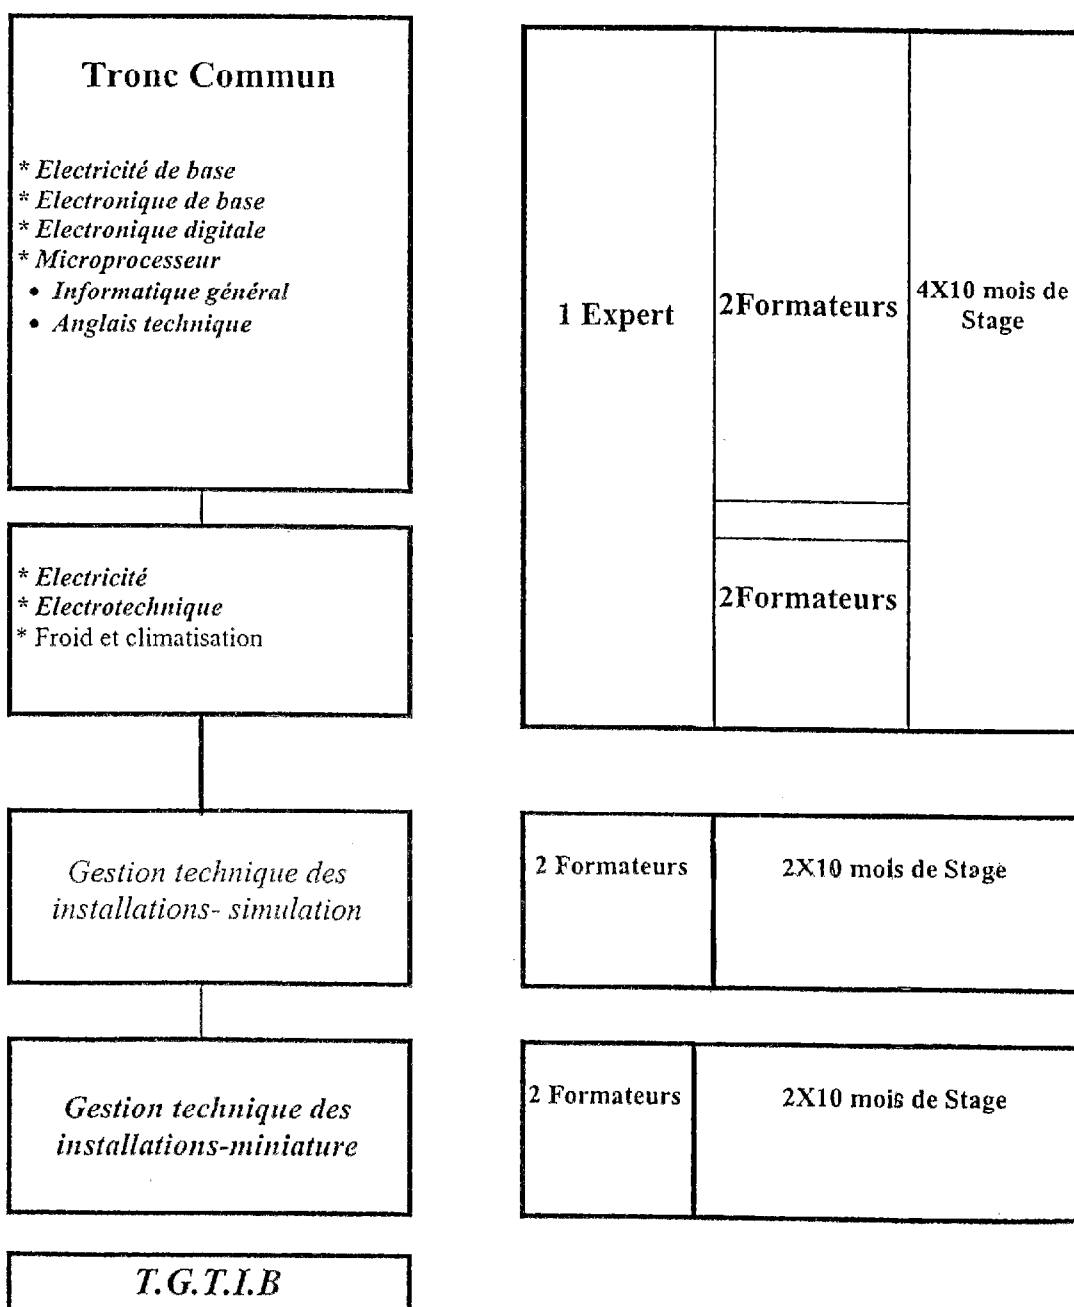 Tronc Commun
* Electricité de base
* Electronique de base
* Electronique digitale
* Microprocesseur
• Informatique général
• Anglais technique
1 Expert
2Formateurs
4X10 mois de
Stage
* Electricité
* Electrotechnique
* Froid et climatisation
2Formateurs
Gestion technique des
installations- simulation
2 Formateurs
2X10 mois de Stage
Gestion technique des
installations-miniature
2 Formateurs
2X10 mois de Stage
T.G.T.I.B